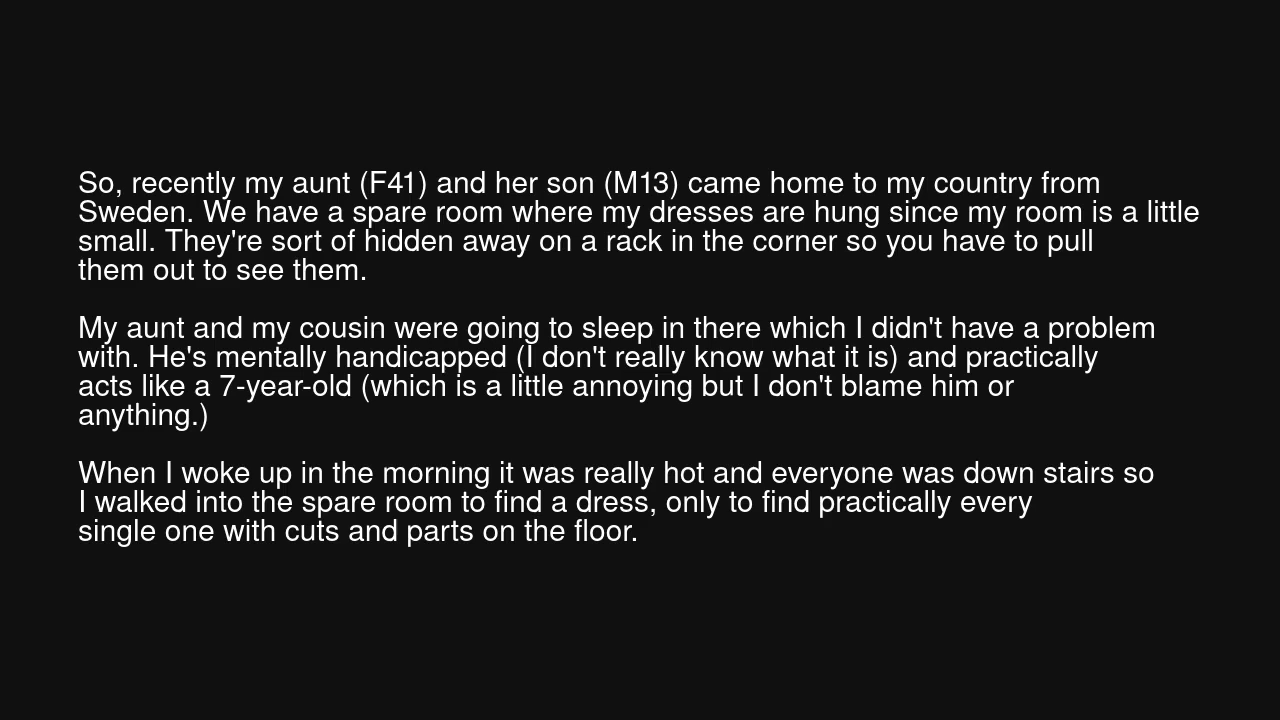 So, recently my aunt (F41) and her son (M13) came home to my country from
Sweden. We have a spare room where my dresses are hung since my room is a little
small. They're sort of hidden away on a rack in the corner so you have to pull
them out to see them.
My aunt and my cousin were going to sleep in there which I didn't have a problem
with. He's mentally handicapped (I don't really know what it is) and practically
acts like a 7-year-old (which is a little annoying but I don't blame him or
anything.)
When I woke up in the morning it was really hot and everyone was down stairs so
I walked into the spare room to find a dress, only to find practically every
single one with cuts and parts on the floor.